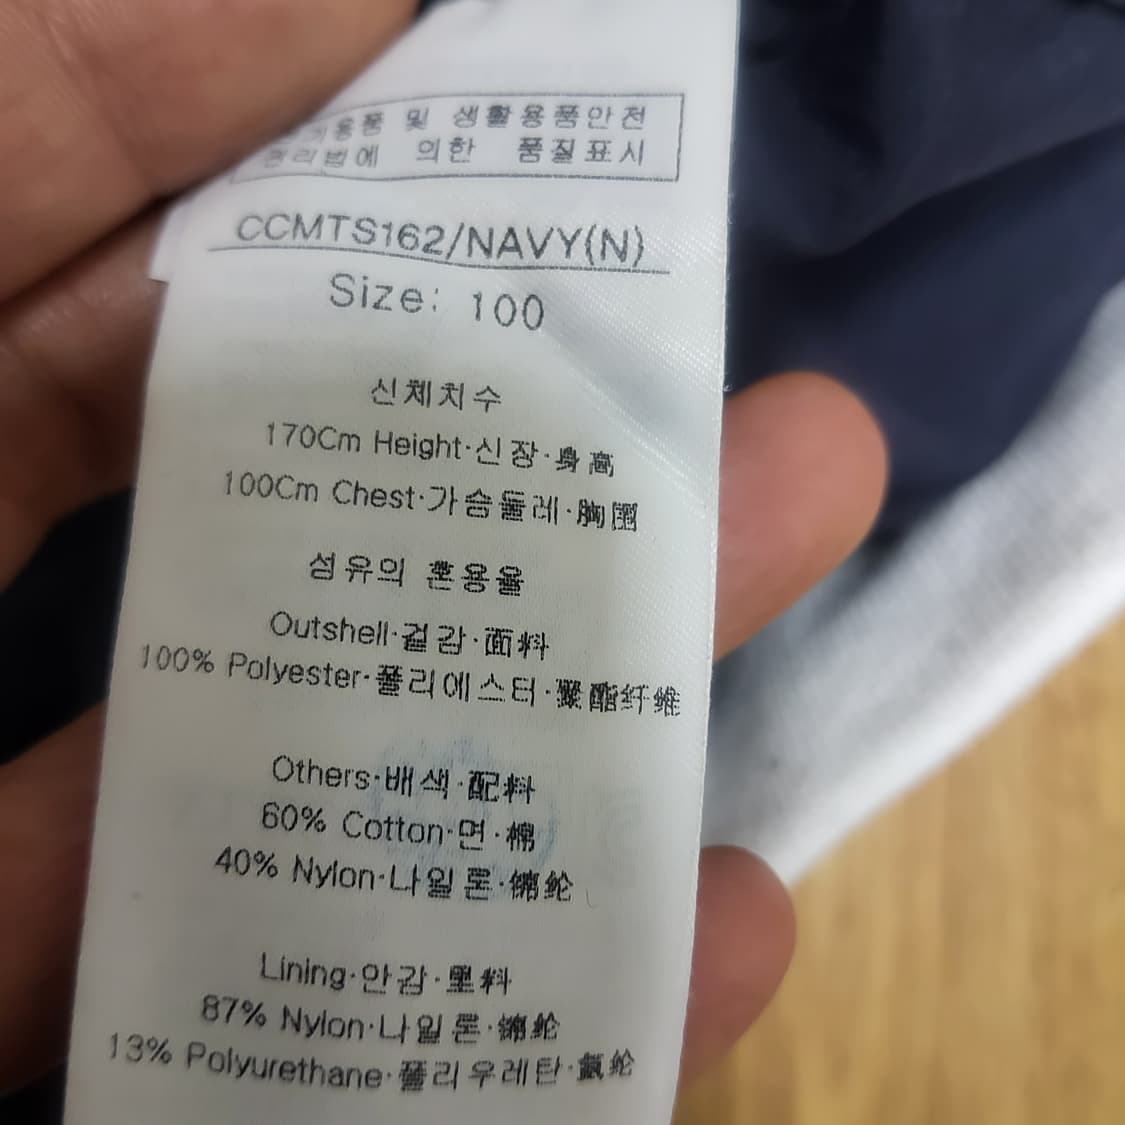 기용품 및 생활용품안전
관리법에 의한 품질표시
CCMTS162/NAVY(N)
Size: 100
신체치수
170Cm Height·신장·身高
100Cm Chest·가슴둘레·胸围
섬유의 혼용율
Outshell·겉감·面料
100% Polyester·폴리에스터·聚酯纤维
Others·배색·配料
60% Cotton·면·棉
40% Nylon·나일론·锦纶
Lining·안감·里料
87% Nylon·나일론·锦纶
13% Polyurethane·폴리우레탄·氨纶